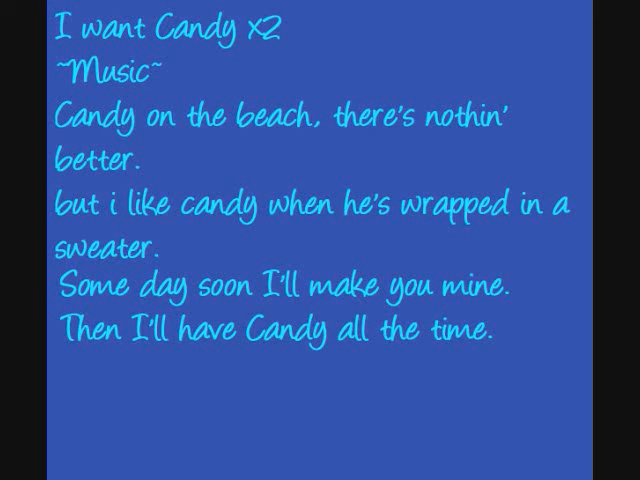 I want Candy x2
~Music~
Candy on the beach, there's nothin'
better.
but i like candy when he's wrapped in a
sweater.
Some day soon I'll make you mine.
Then I'll have Candy all the time.